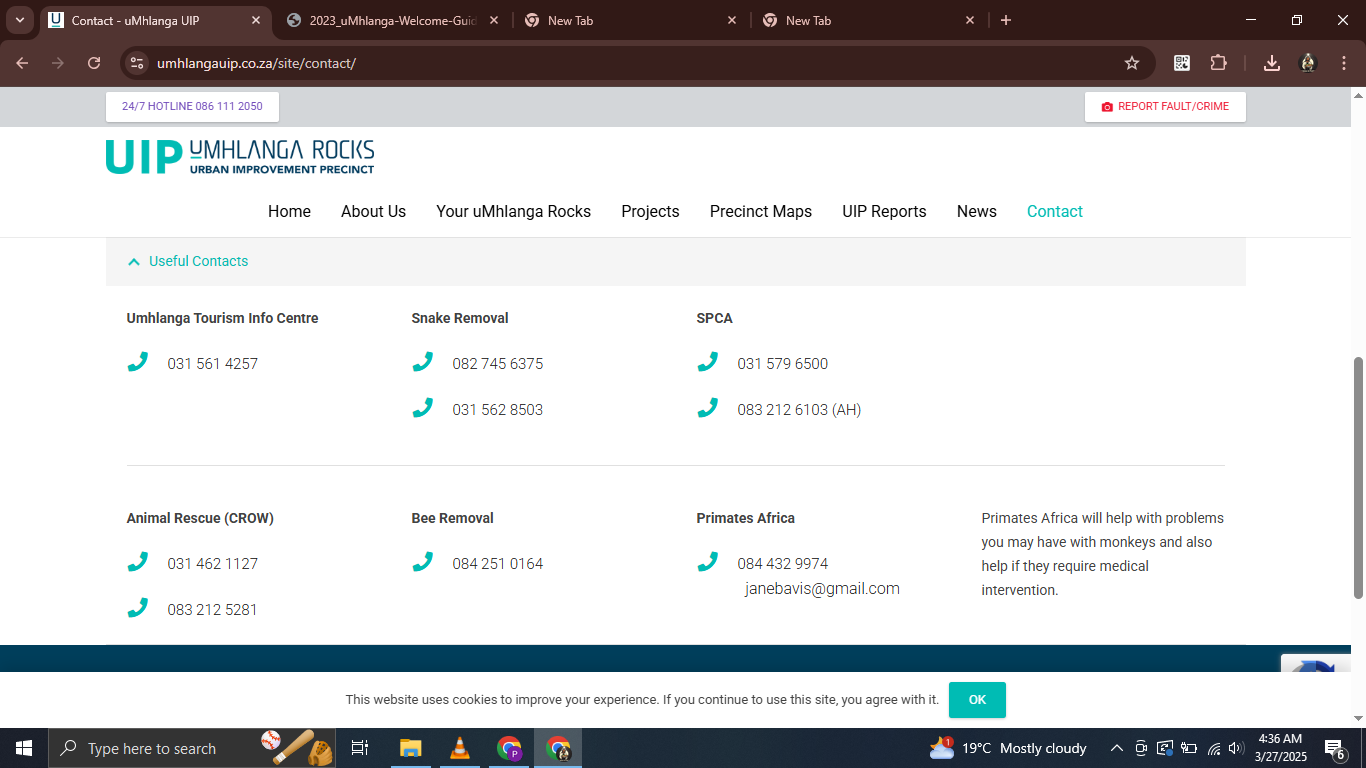 Contact - uMhlanga UIP
2023_uMhlanga-Welcome-Guid
New Tab
New Tab
umhlangauip.co.za/site/contact/
24/7 HOTLINE 086 111 2050
REPORT FAULT/CRIME
UIP UMHLANGA ROCKS
URBAN IMPROVEMENT PRECINCT
Home About Us Your uMhlanga Rocks Projects Precinct Maps UIP Reports News Contact
Useful Contacts
Umhlanga Tourism Info Centre
031 561 4257
Snake Removal
082 745 6375
031 562 8503
SPCA
031 579 6500
083 212 6103 (AH)
Animal Rescue (CROW)
031 462 1127
083 212 5281
Bee Removal
084 251 0164
Primates Africa
084 432 9974
janebavis@gmail.com
Primates Africa will help with problems
you may have with monkeys and also
help if they require medical
intervention.
This website uses cookies to improve your experience. If you continue to use this site, you agree with it. OK
Type here to search
P
1
19°C Mostly cloudy
4:36 AM
3/27/2025
6